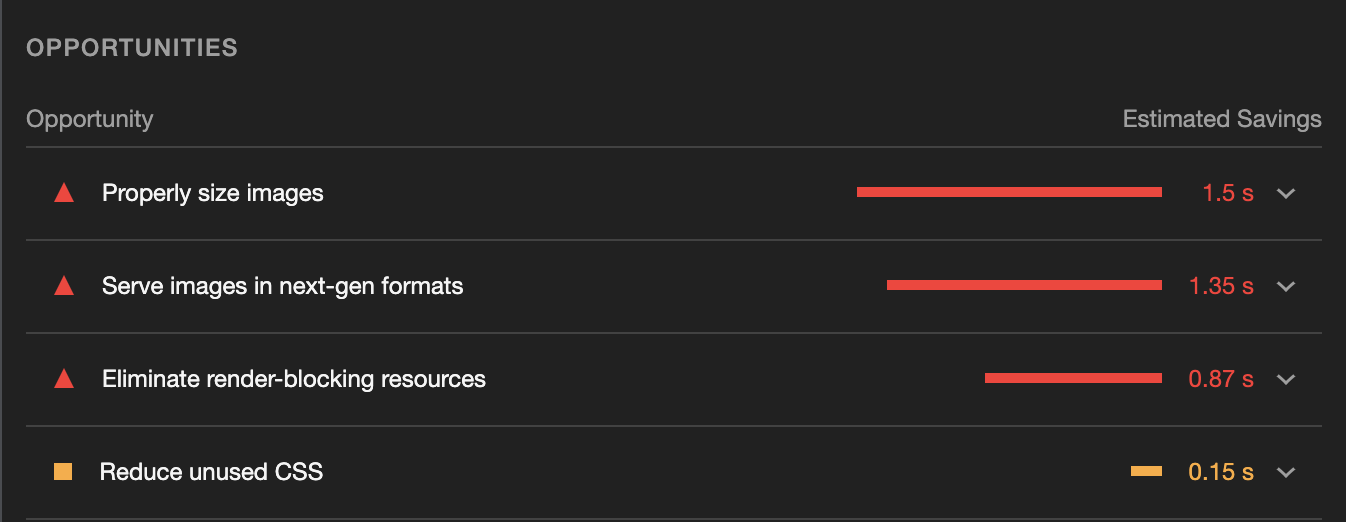 OPPORTUNITIES
Opportunity Estimated Savings
Properly size images 1.5 s
Serve images in next-gen formats 1.35 s
Eliminate render-blocking resources 0.87 s
Reduce unused CSS 0.15 s